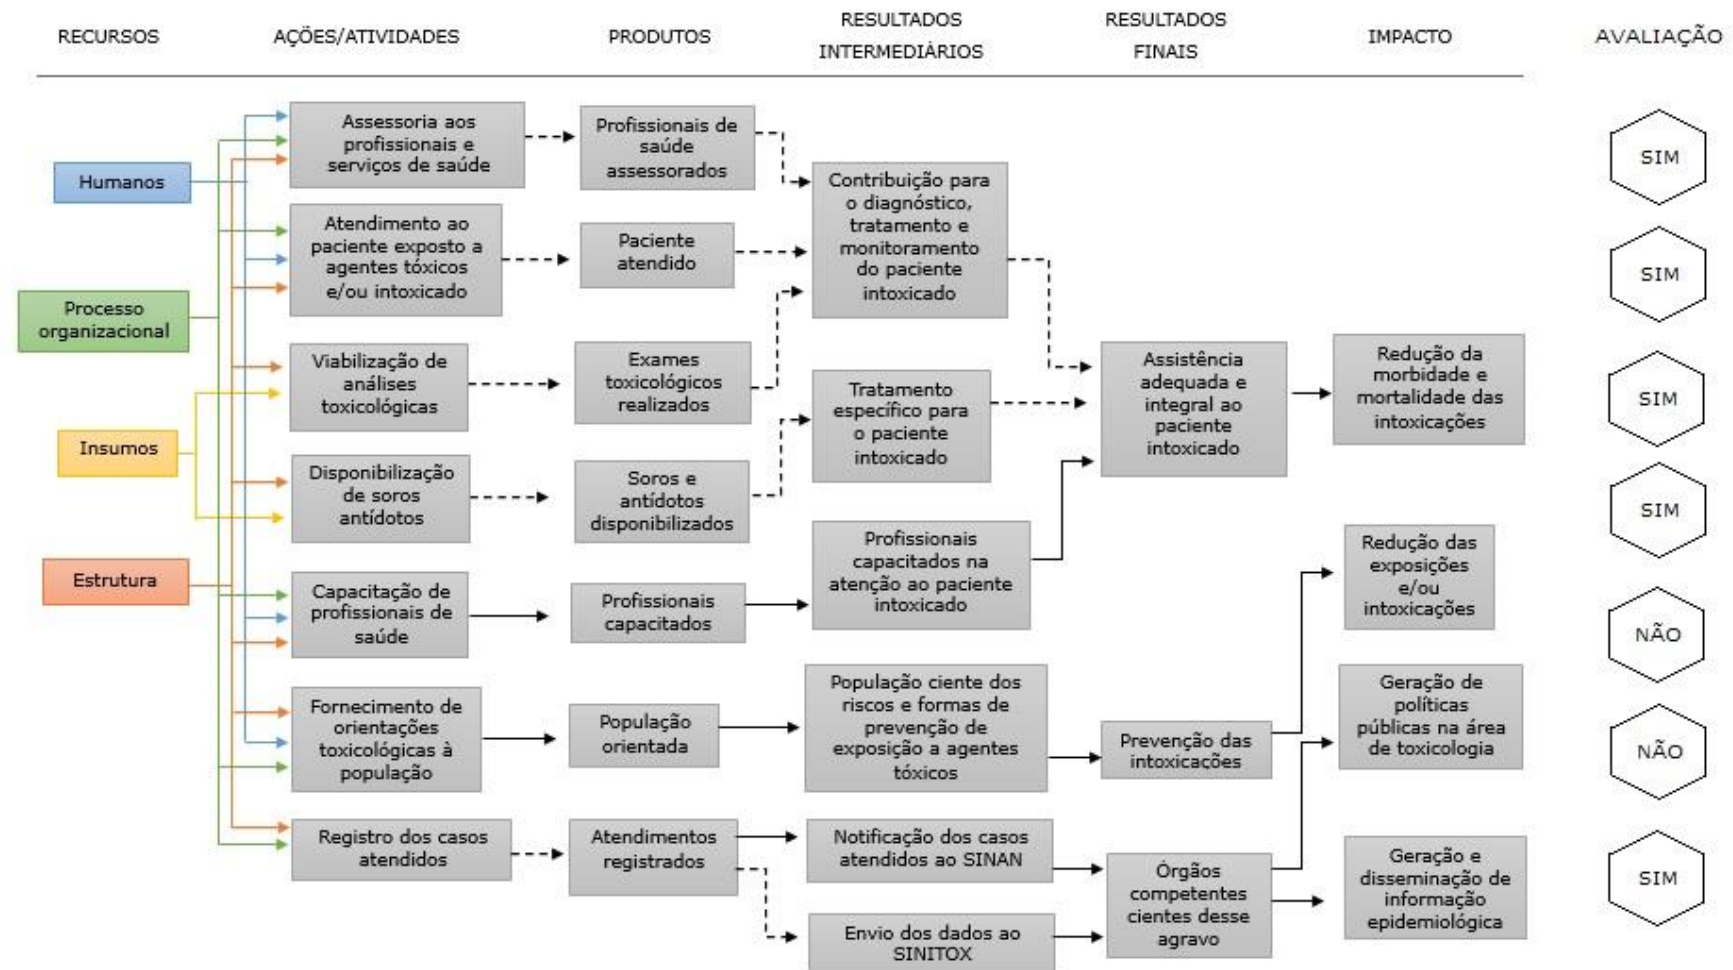 RECURSOS
AÇÕES/ATIVIDADES
PRODUTOS
RESULTADOS
INTERMEDIÁRIOS
RESULTADOS
FINAIS
IMPACTO
AVALIAÇÃO
Humanos
Processo
organizacional
Insumos
Estrutura
Assessoria aos
profissionais e
serviços de saúde
Atendimento ao
paciente exposto a
agentes tóxicos
e/ou intoxicado
Viabilização de
análises
toxicológicas
Disponibilização
de soros
antídotos
Capacitação de
profissionais de
saúde
Fornecimento de
orientações
toxicológicas à
população
Registro dos casos
atendidos
Profissionais de
saúde
assessorados
Paciente
atendido
Exames
toxicológicos
realizados
Soros e
antídotos
disponibilizados
Profissionais
capacitados
População
orientada
Atendimentos
registrados
Contribuição para
o diagnóstico,
tratamento e
monitoramento
do paciente
intoxicado
Tratamento
específico para
o paciente
intoxicado
Profissionais
capacitados na
atenção ao paciente
intoxicado
População ciente dos
riscos e formas de
prevenção de
exposição a agentes
tóxicos
Notificação dos casos
atendidos ao SINAN
Envio dos dados ao
SINITOX
Assistência
adequada e
integral ao
paciente
intoxicado
Prevenção das
intoxicações
Órgãos
competentes
cientes desse
agravo
Redução da
morbidade e
mortalidade das
intoxicações
Redução das
exposições
e/ou
intoxicações
Geração de
políticas
públicas na área
de toxicologia
Geração e
disseminação de
informação
epidemiológica
SIM
SIM
SIM
SIM
NÃO
NÃO
SIM